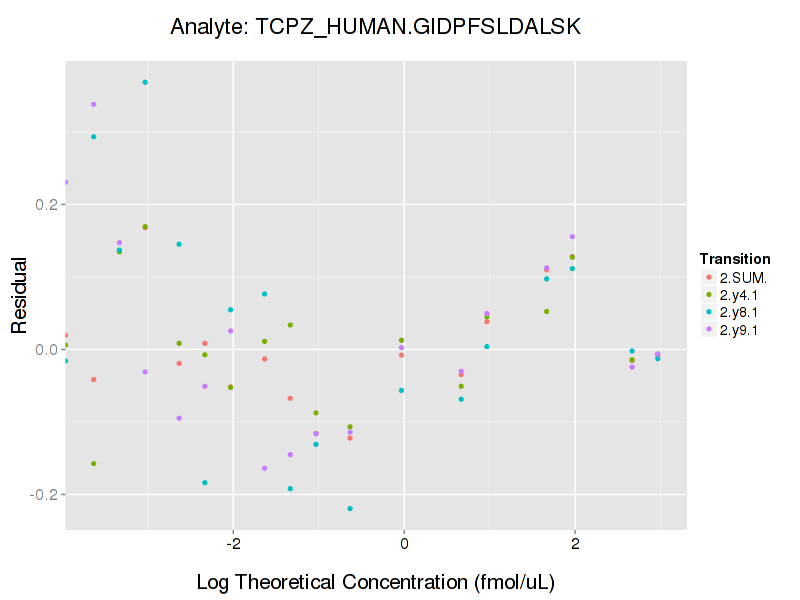 Analyte: TCPZ_HUMAN.GIDPFSLDALSK
Residual
0.2
0.0
-0.2
-2
0
2
Log Theoretical Concentration (fmol/uL)
Transition
2.SUM.
2.y4.1
2.y8.1
2.y9.1